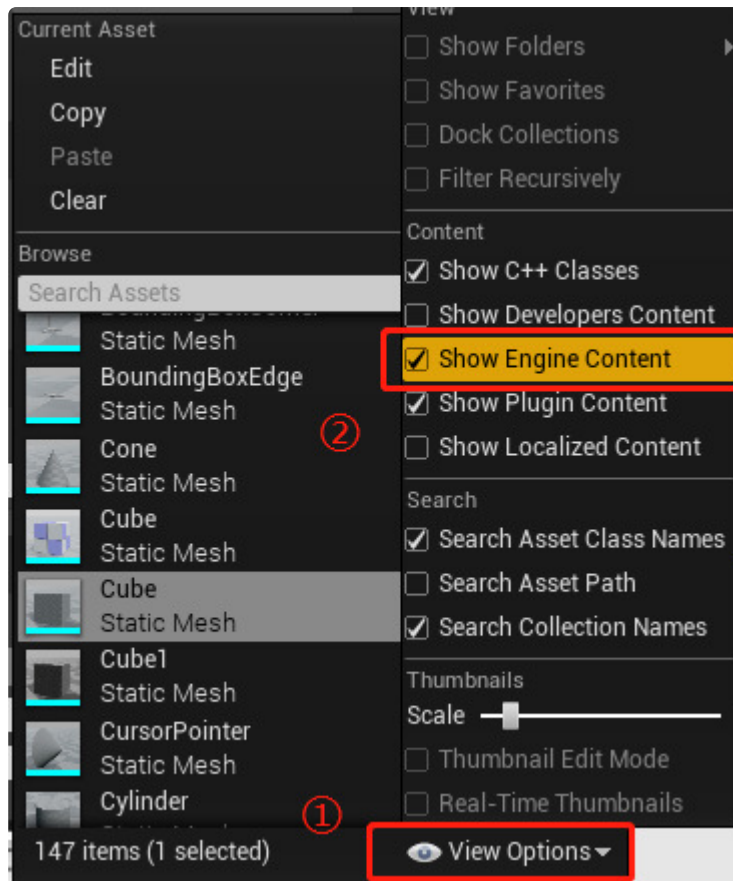 Current Asset
Edit
Copy
Paste
Clear
Browse
Search Assets
Static Mesh
BoundingBoxEdge
Static Mesh
Cone
Static Mesh
Cube
Static Mesh
Cube
Static Mesh
Cube1
Static Mesh
CursorPointer
Static Mesh
Cylinder
147 items (1 selected)
②
①
View
Show Folders
Show Favorites
Dock Collections
Filter Recursively
Content
Show C++ Classes
Show Developers Content
Show Engine Content
Show Plugin Content
Show Localized Content
Search
Search Asset Class Names
Search Asset Path
Search Collection Names
Thumbnails
Scale
Thumbnail Edit Mode
Real-Time Thumbnails
View Options